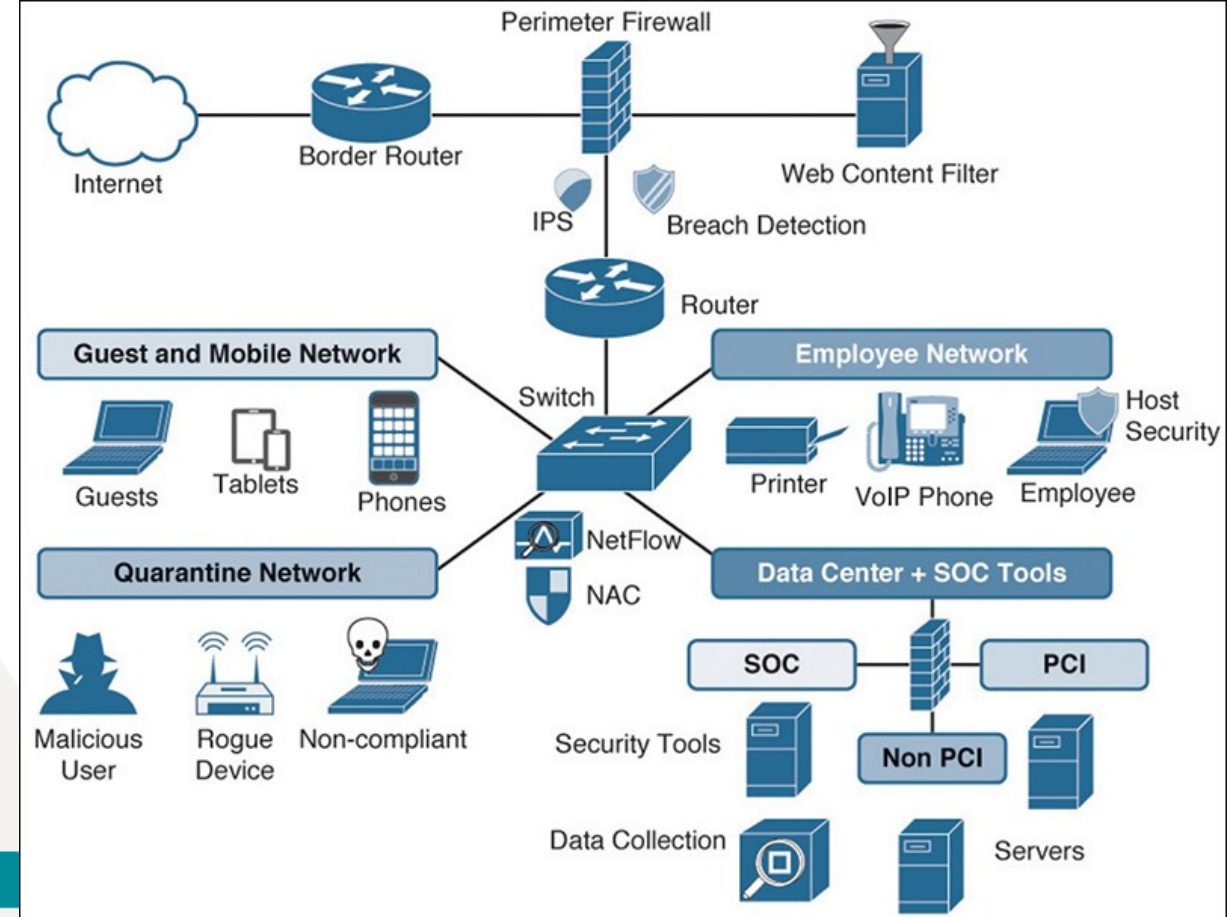 Perimeter Firewall
Internet
Border Router
Web Content Filter
IPS
Breach Detection
Router
Guest and Mobile Network
Employee Network
Switch
Host
Security
Guests
Tablets
Phones
Printer
VoIP Phone
Employee
NetFlow
NAC
Quarantine Network
Data Center + SOC Tools
SOC
PCI
Malicious
User
Rogue
Device
Non-compliant
Security Tools
Non PCI
Data Collection
Servers